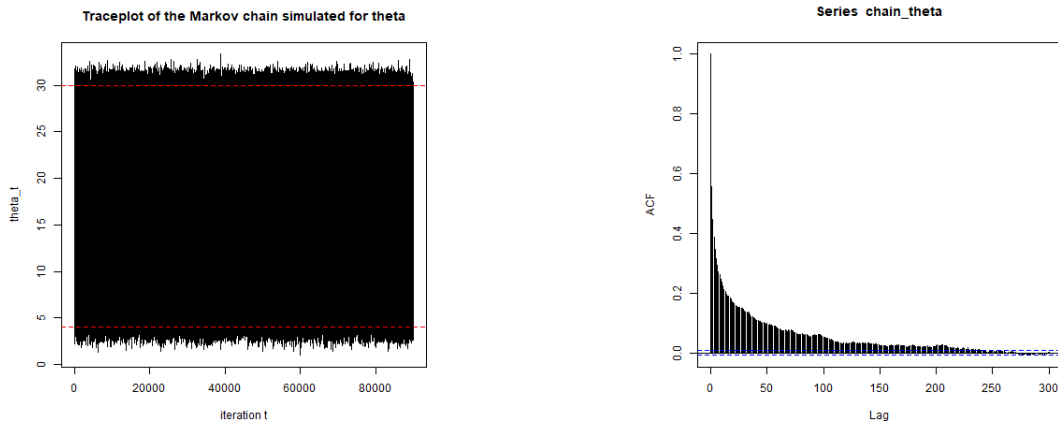 Traceplot of the Markov chain simulated for theta
theta_t
30
25
20
15
10
5
0
0 20000 40000 60000 80000
iteration t
Series chain_theta
ACF
1.0
0.8
0.6
0.4
0.2
0.0
0 50 100 150 200 250 300
Lag